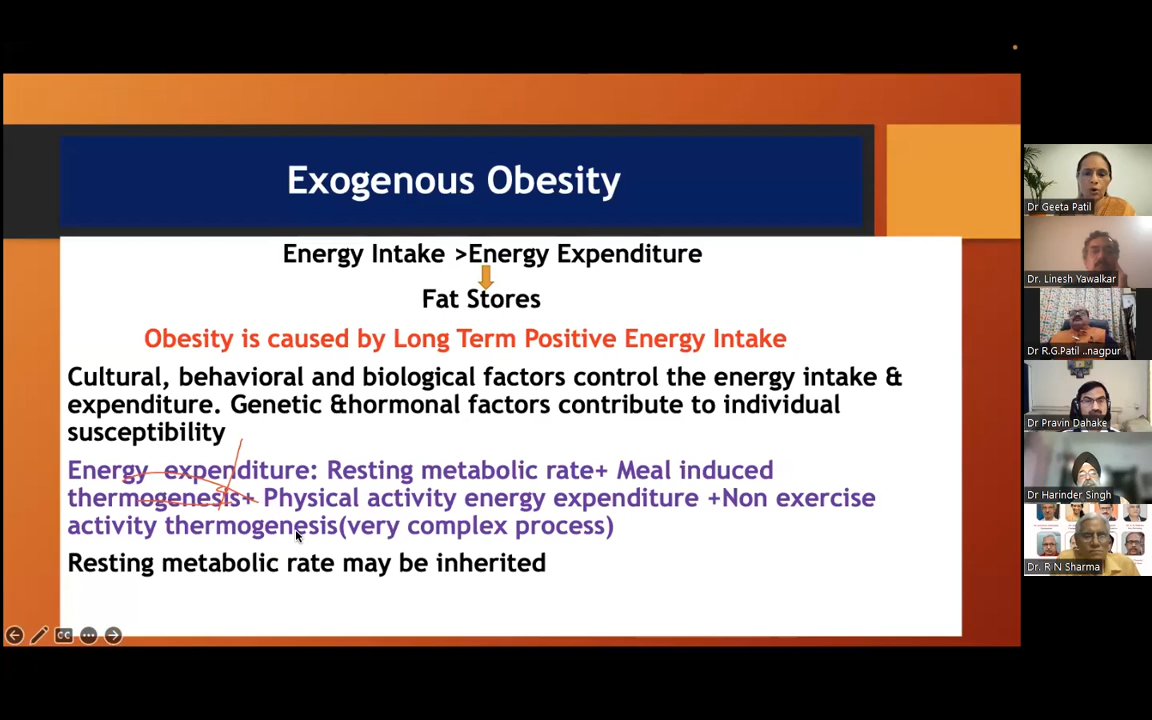 Exogenous Obesity
Energy Intake >Energy Expenditure
Fat Stores
Obesity is caused by Long Term Positive Energy Intake
Cultural, behavioral and biological factors control the energy intake &
expenditure. Genetic &hormonal factors contribute to individual
susceptibility
Energy expenditure: Resting metabolic rate+ Meal induced
thermogenesis+ Physical activity energy expenditure +Non exercise
activity thermogenesis(very complex process)
Resting metabolic rate may be inherited
CC
Dr Geeta Patil
Dr. Linesh Yawalkar
Dr R.G.Patil ..nagpur
Dr Pravin Dahake
Dr Harinder Singh
Dr. R N Sharma